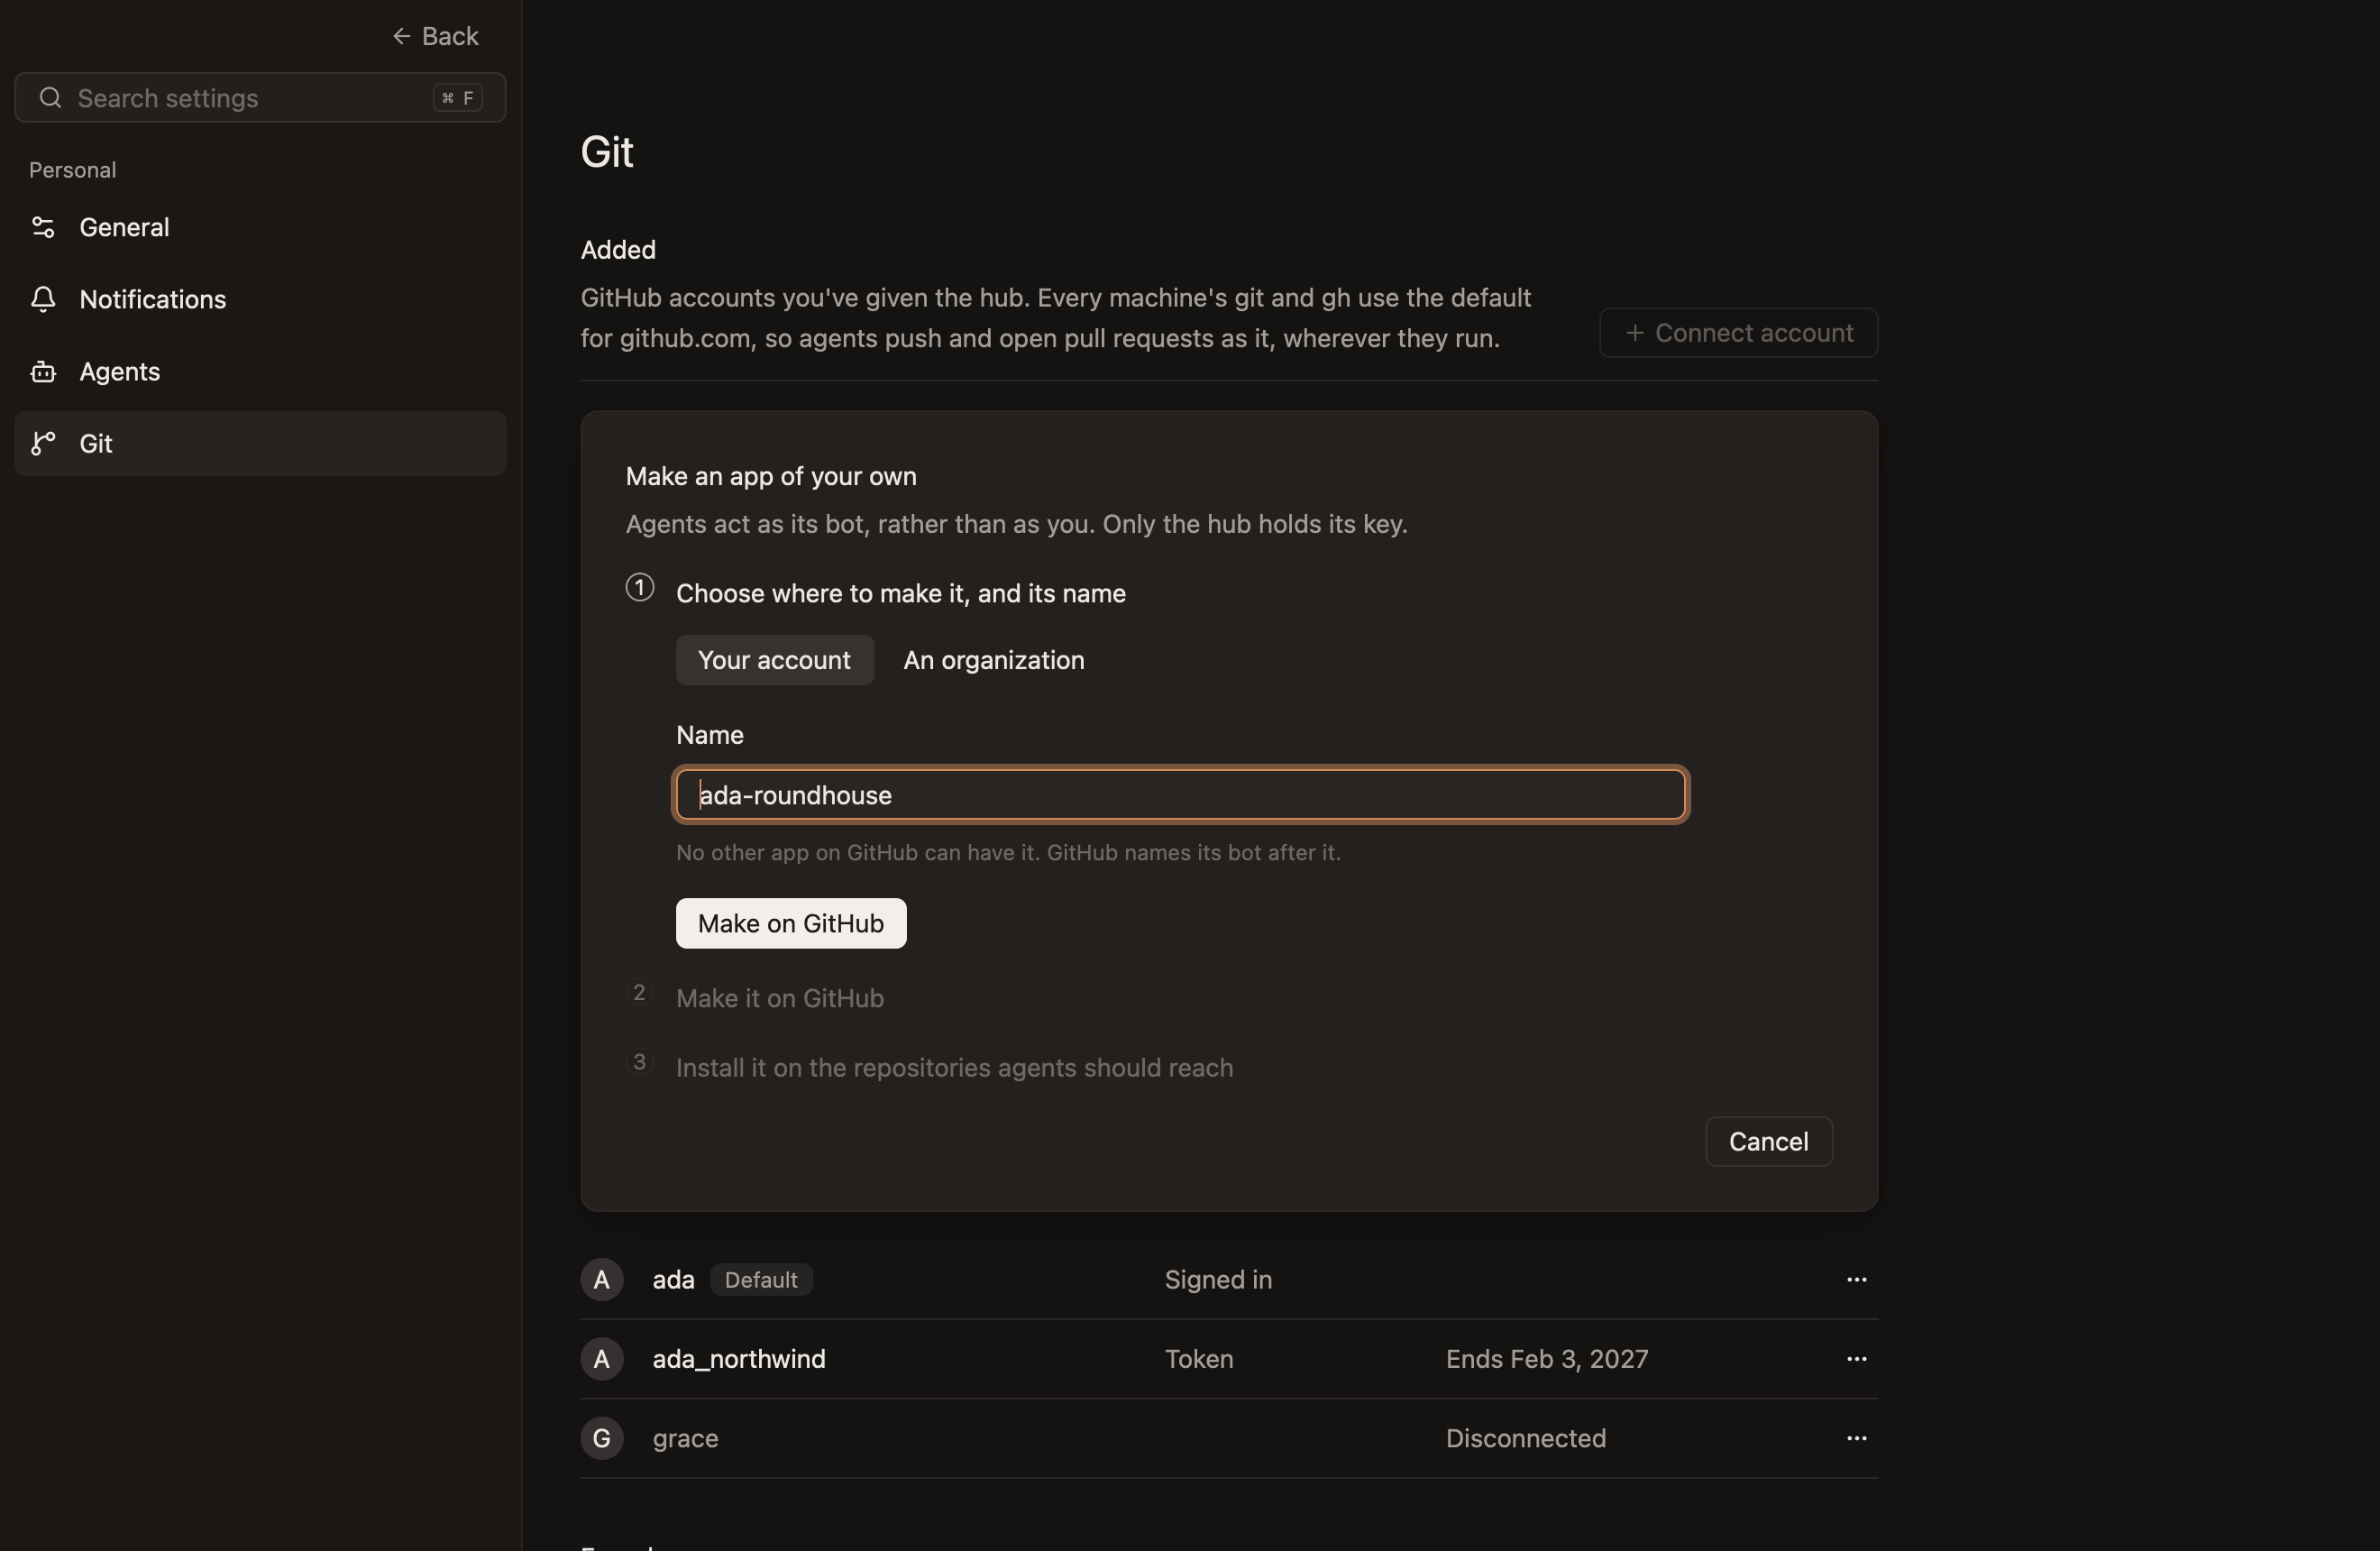 ← Back
Search settings
⌘ F
Personal
General
Notifications
Agents
Git
Git
Added
GitHub accounts you've given the hub. Every machine's git and gh use the default
for github.com, so agents push and open pull requests as it, wherever they run.
+ Connect account
Make an app of your own
Agents act as its bot, rather than as you. Only the hub holds its key.
1 Choose where to make it, and its name
Your account An organization
Name
ada-roundhouse
No other app on GitHub can have it. GitHub names its bot after it.
Make on GitHub
2 Make it on GitHub
3 Install it on the repositories agents should reach
Cancel
A ada Default Signed in ...
A ada_northwind Token Ends Feb 3, 2027 ...
G grace Disconnected ...